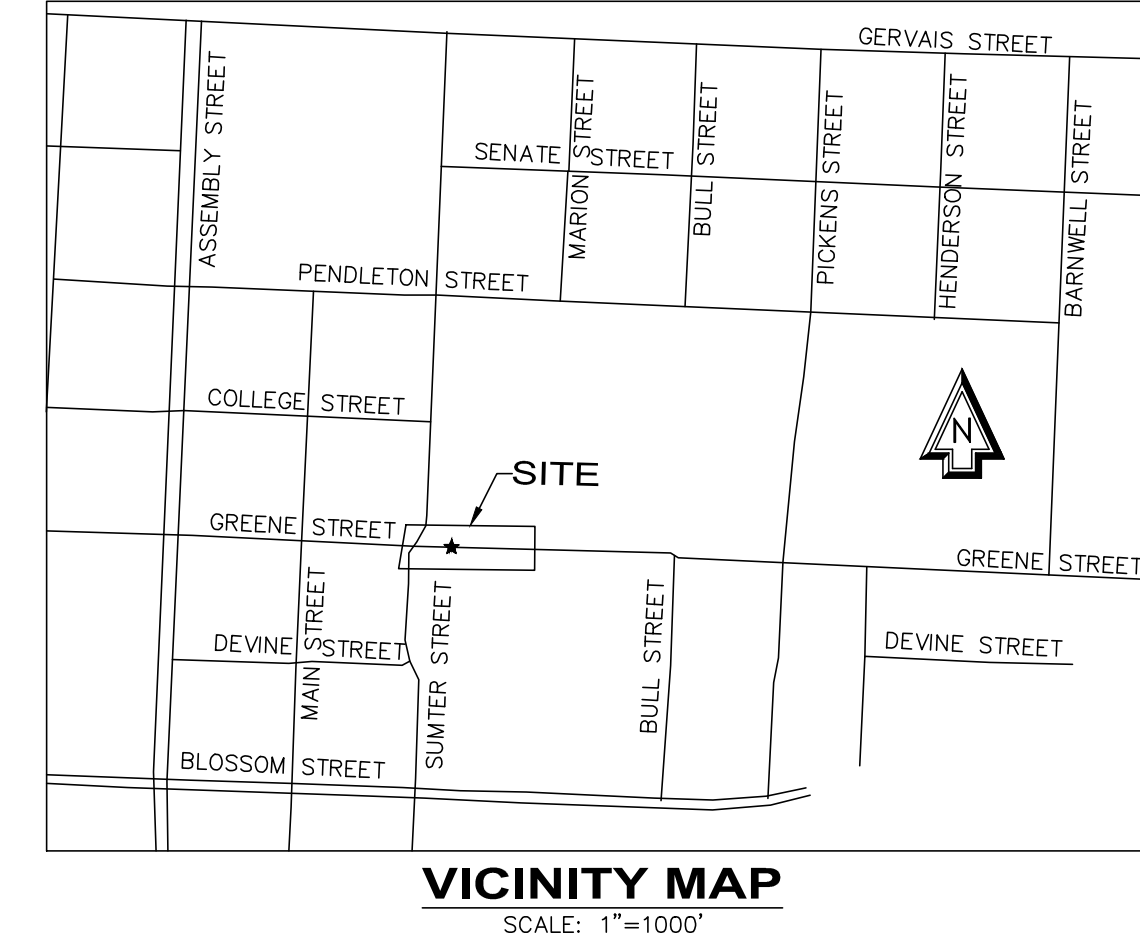 GERVAIS STREET
ASSEMBLY STREET
SENATE STREET
MARION STREET
BULL STREET
PICKENS STREET
HENDERSON STREET
BARNWELL STREET
PENDLETON STREET
COLLEGE STREET
N
SITE
GREENE STREET
GREENE STREET
MAIN STREET
DEVINE STREET
SUMTER STREET
BULL STREET
DEVINE STREET
BLOSSOM STREET
VICINITY MAP
SCALE: 1"=1000'